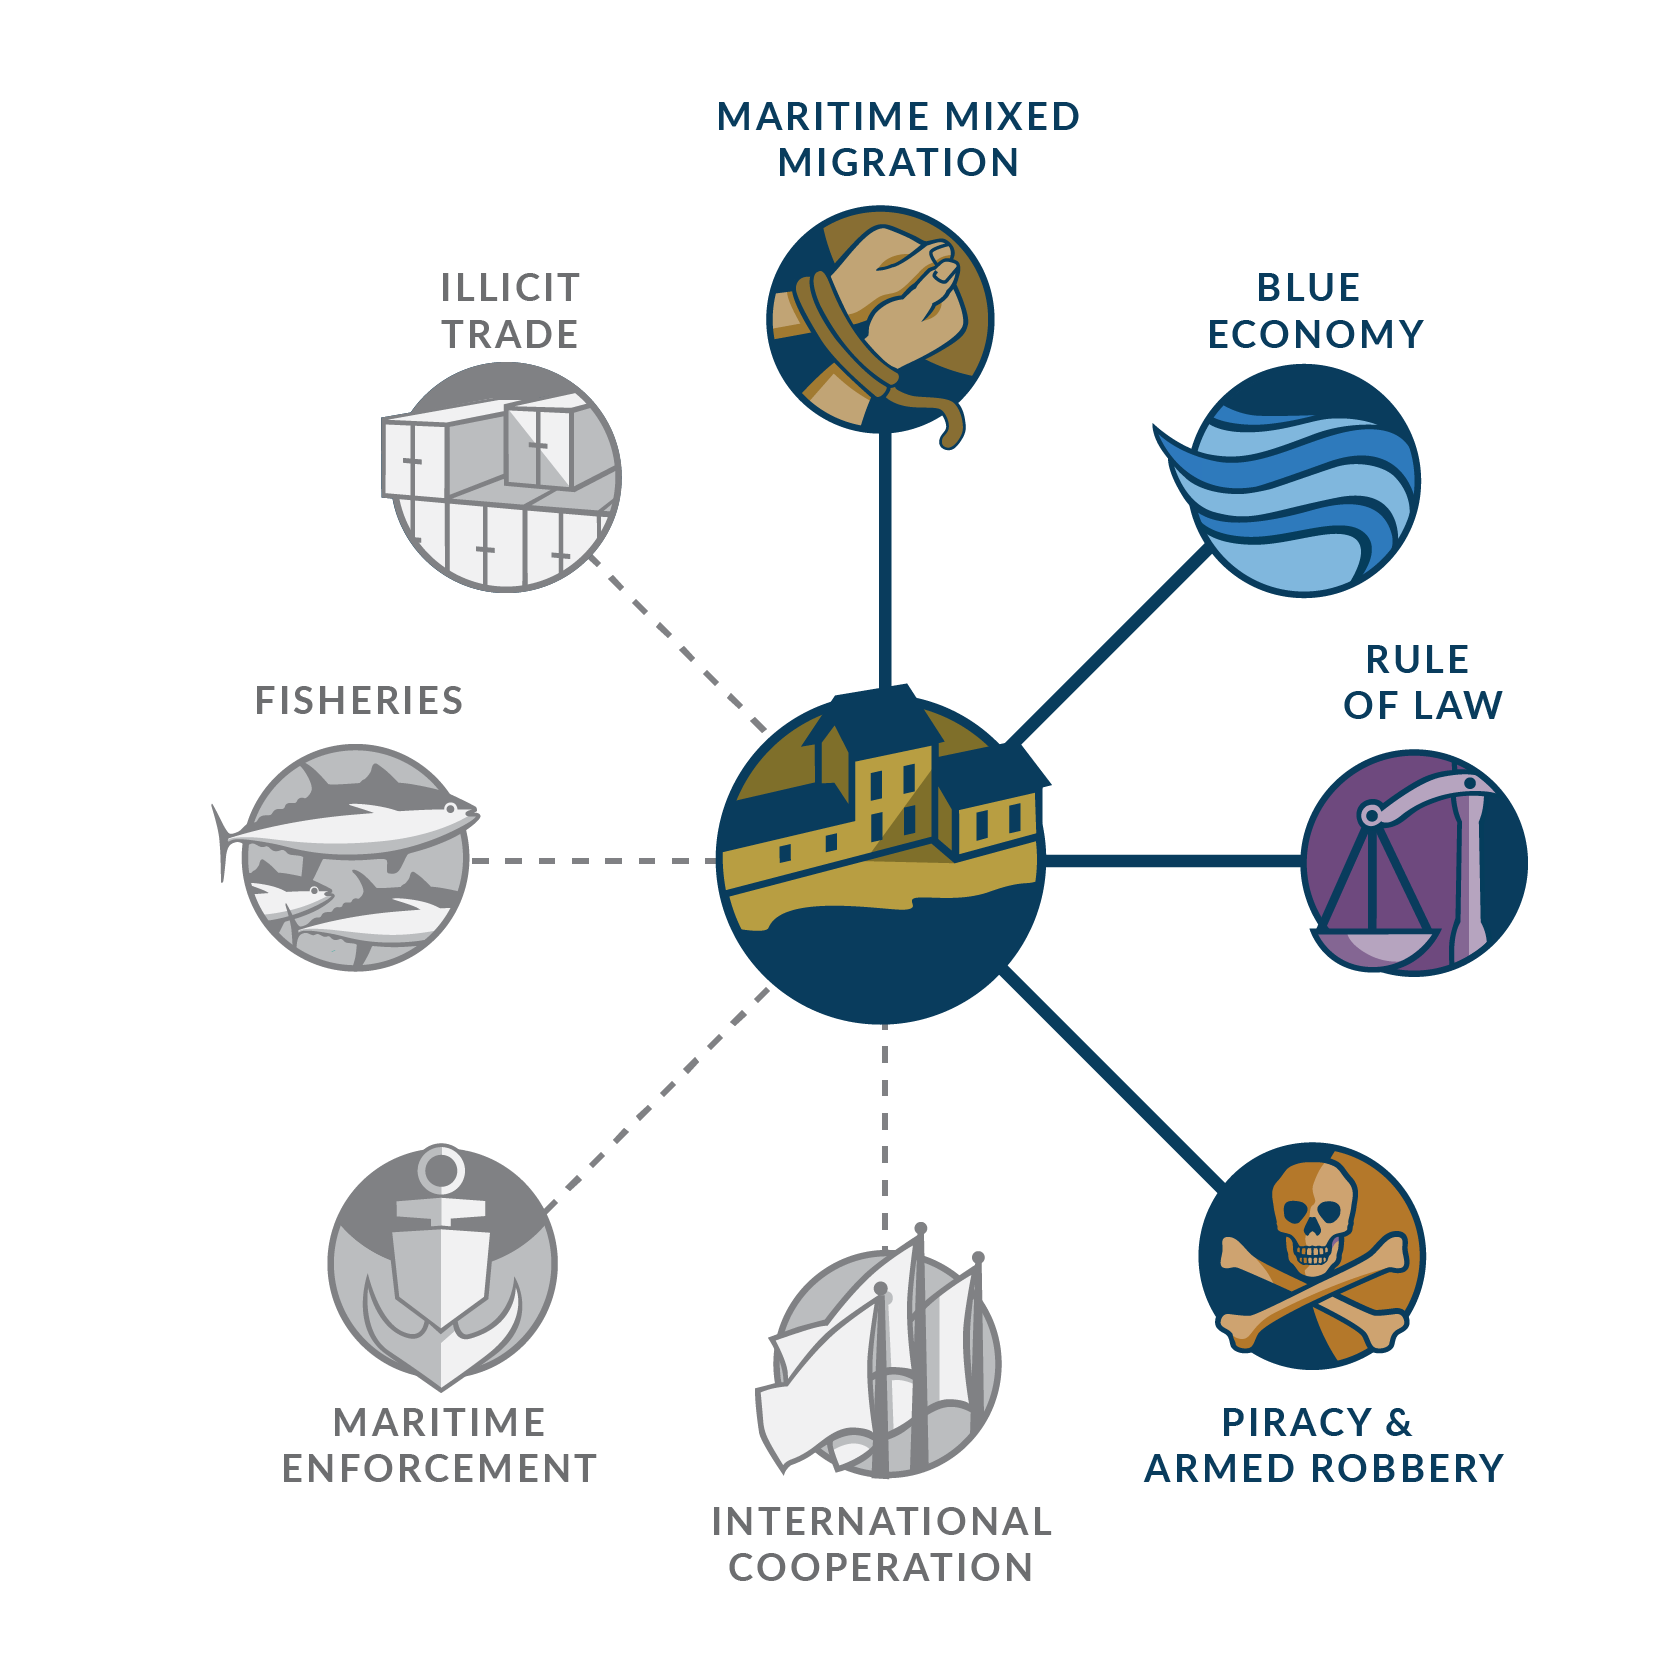 MARITIME MIXED
MIGRATION
ILLICIT
TRADE
BLUE
ECONOMY
RULE
OF LAW
FISHERIES
MARITIME
ENFORCEMENT
PIRACY &
ARMED ROBBERY
INTERNATIONAL
COOPERATION